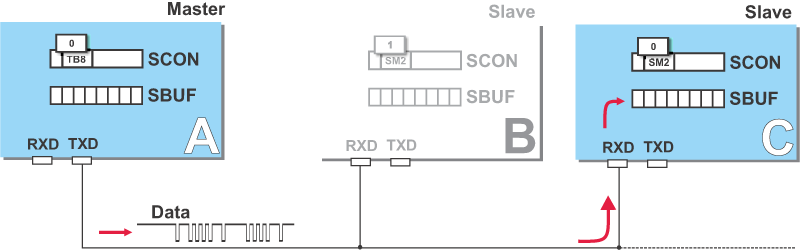 Master
0
TB8
SCON
SBUF
A
RXD TXD
Data
Slave
1
SM2
SCON
SBUF
B
RXD TXD
Slave
0
SM2
SCON
SBUF
C
RXD TXD